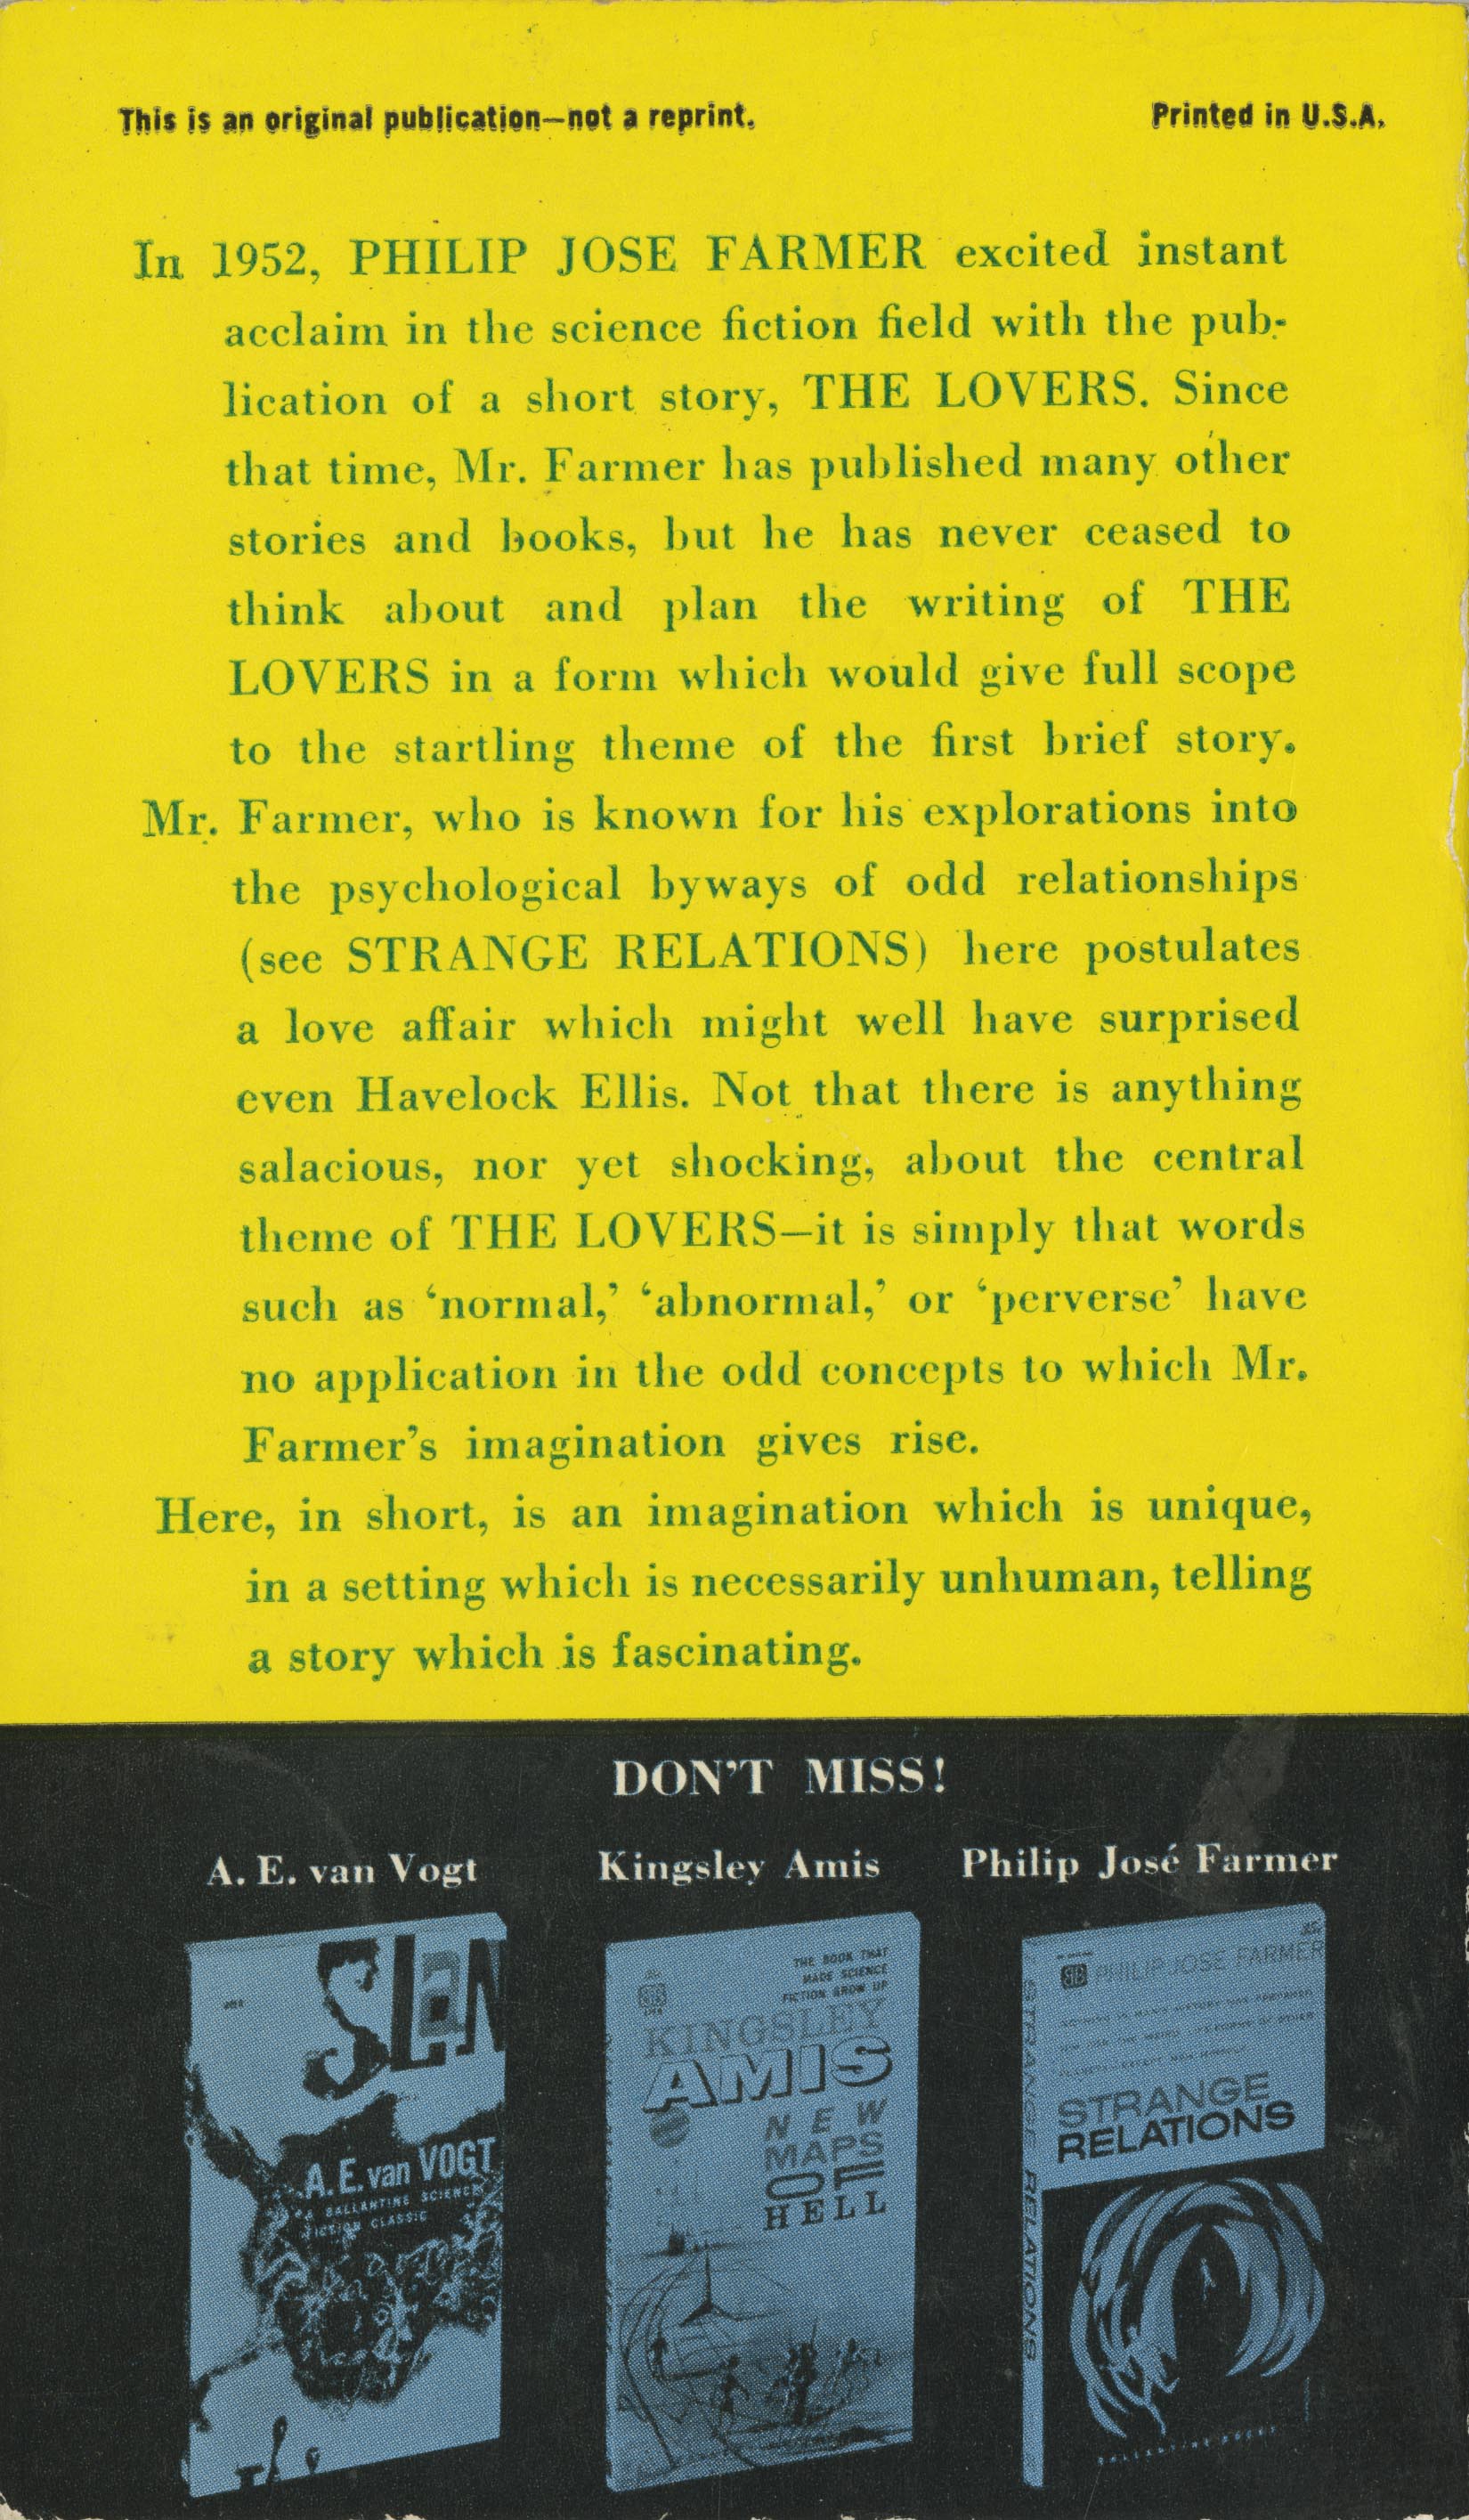 This is an original publication—not a reprint.
Printed in U.S.A.
In 1952, PHILIP JOSE FARMER excited instant
acclaim in the science fiction field with the pub-
lication of a short story, THE LOVERS. Since
that time, Mr. Farmer has published many other
stories and books, but he has never ceased to
think about and plan the writing of THE
LOVERS in a form which would give full scope
to the startling theme of the first brief story.
Mr. Farmer, who is known for his explorations into
the psychological byways of odd relationships
(see STRANGE RELATIONS) here postulates
a love affair which might well have surprised
even Havelock Ellis. Not that there is anything
salacious, nor yet shocking, about the central
theme of THE LOVERS—it is simply that words
such as ‘normal,’ ‘abnormal,’ or ‘perverse’ have
no application in the odd concepts to which Mr.
Farmer’s imagination gives rise.
Here, in short, is an imagination which is unique,
in a setting which is necessarily unhuman, telling
a story which is fascinating.
DON’T MISS!
A. E. van Vogt
Kingsley Amis
Philip José Farmer
SLAN
A. E. van VOGT
A BALLANTINE SCIENCE
FICTION CLASSIC
THE BOOK THAT
MADE SCIENCE
FICTION GROW UP
KINGSLEY
AMIS
NEW
MAPS
OF
HELL
35c
BB
PHILIP JOSE FARMER
STRANGE
RELATIONS
STRANGE RELATIONS
BALLANTINE BOOKS